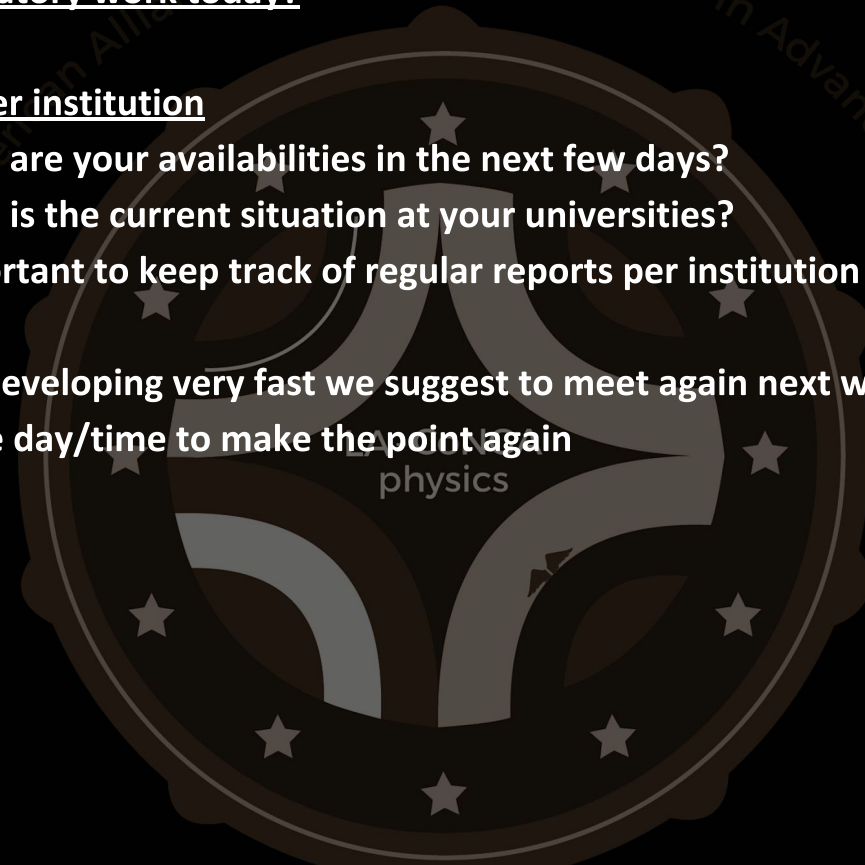 work today?
er institution
are your availabilities in the next few days?
is the current situation at your universities?
rtant to keep track of regular reports per institution
eveloping very fast we suggest to meet again next w
e day/time to make the point again
physics